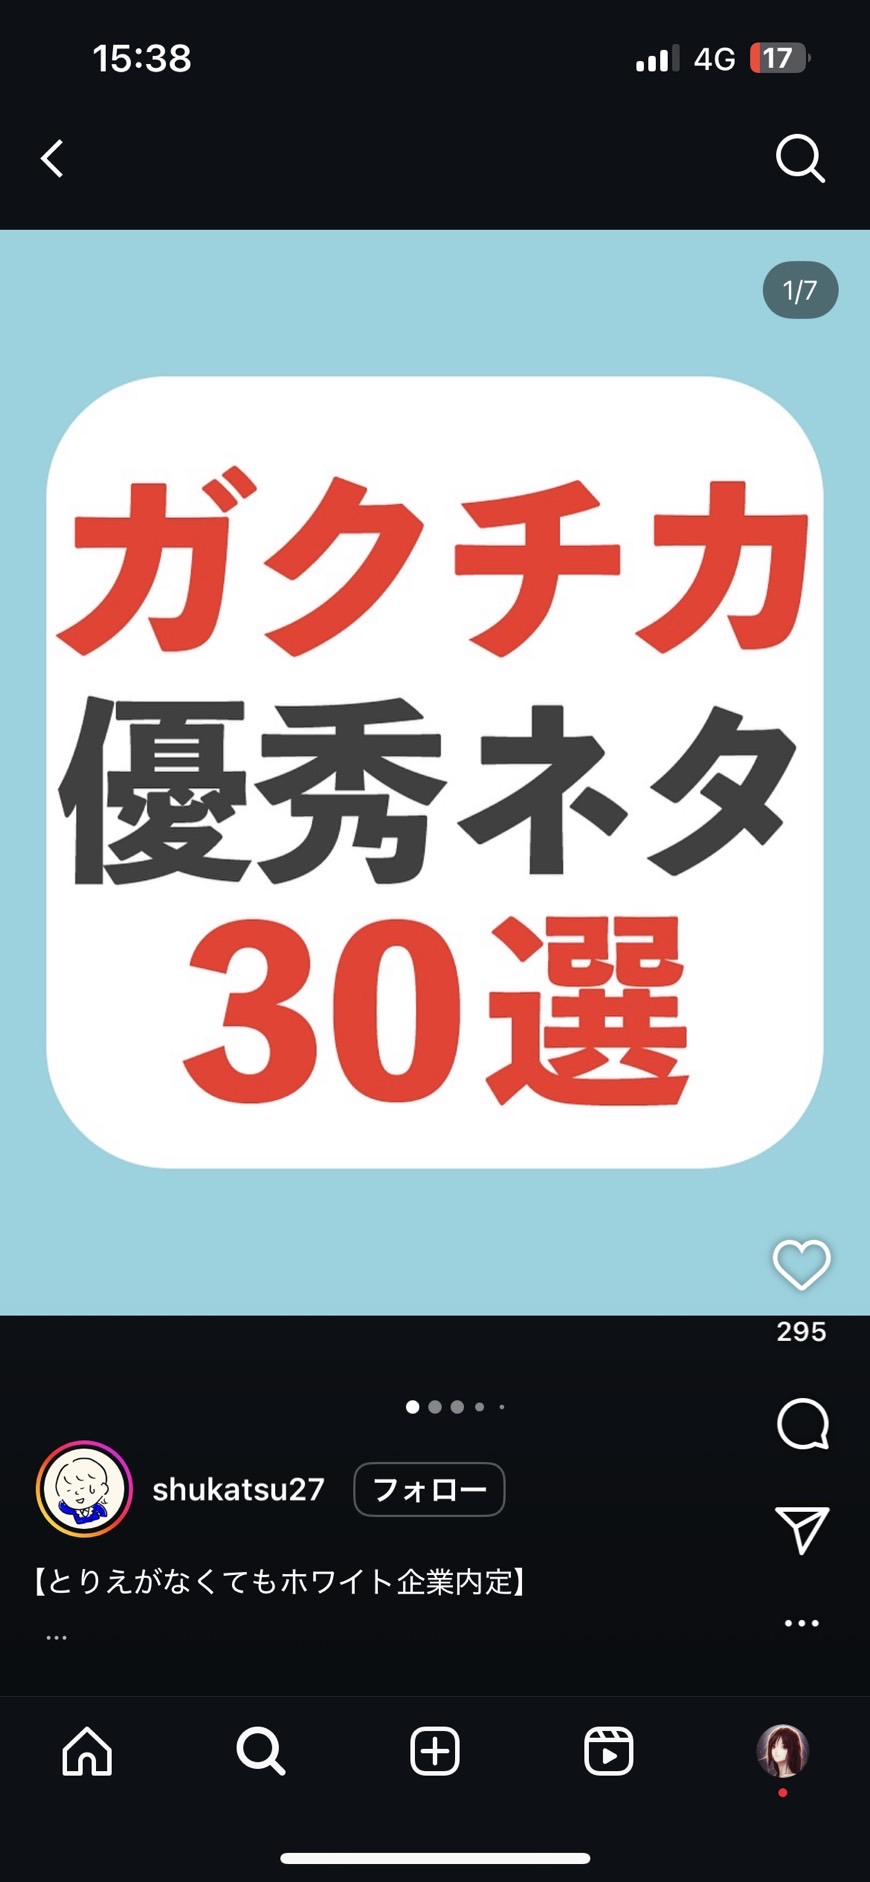 15:38
4G 17
1/7
ガクチカ
優秀ネタ
30選
295
shukatsu27 フォロー
【とりえがなくてもホワイト企業内定】
...